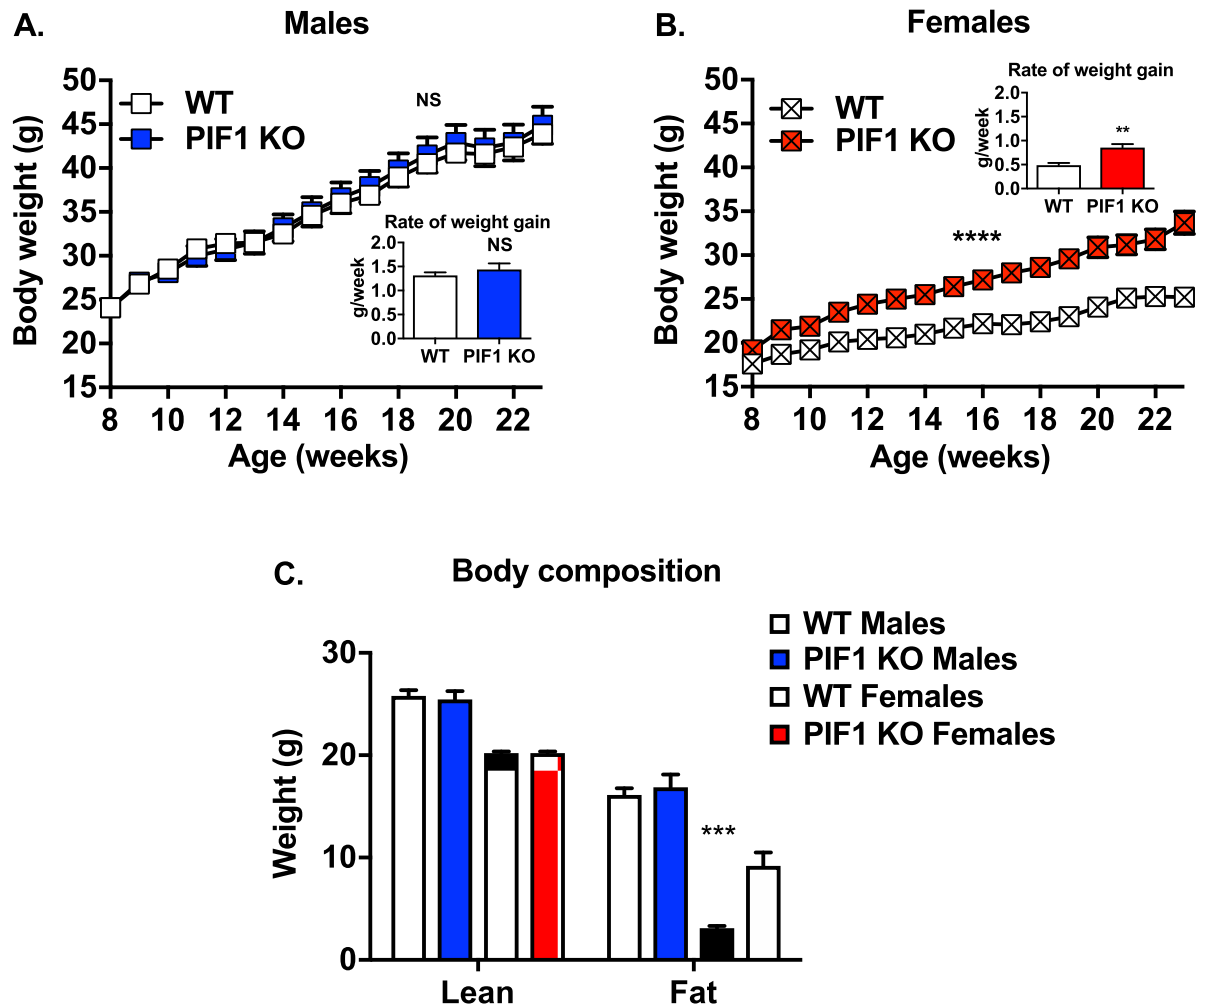 A.
Males
Body weight (g)
50
45
40
35
30
25
20
15
WT
PIF1 KO
NS
Rate of weight gain
g/week
2.0
1.5
1.0
0.5
0.0
NS
WT PIF1 KO
8 10 12 14 16 18 20 22
Age (weeks)
B.
Females
Body weight (g)
50
45
40
35
30
25
20
15
WT
PIF1 KO
Rate of weight gain
g/week
2.0
1.5
1.0
0.5
0.0
**
WT PIF1 KO
****
8 10 12 14 16 18 20 22
Age (weeks)
C.
Body composition
Weight (g)
30
20
10
0
***
Lean Fat
WT Males
PIF1 KO Males
WT Females
PIF1 KO Females